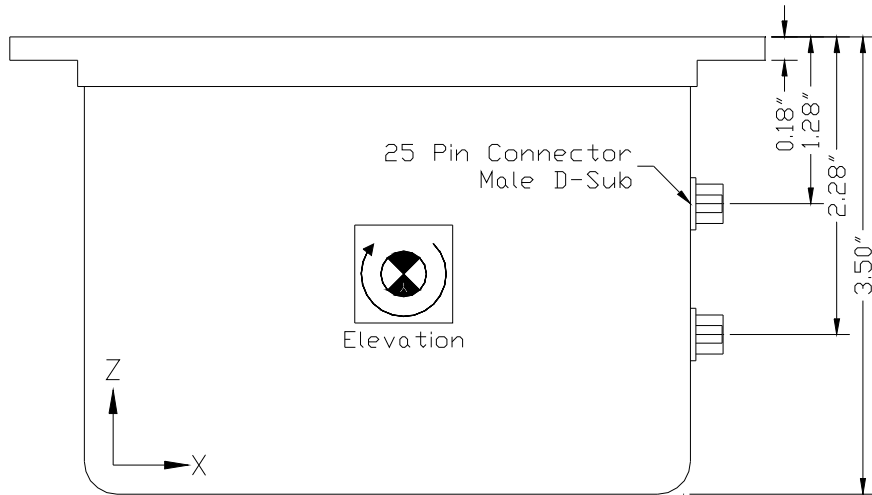 25 Pin Connector
Male D-Sub
0.18"
1.28"
2.28"
3.50"
Y
Elevation
Z
X